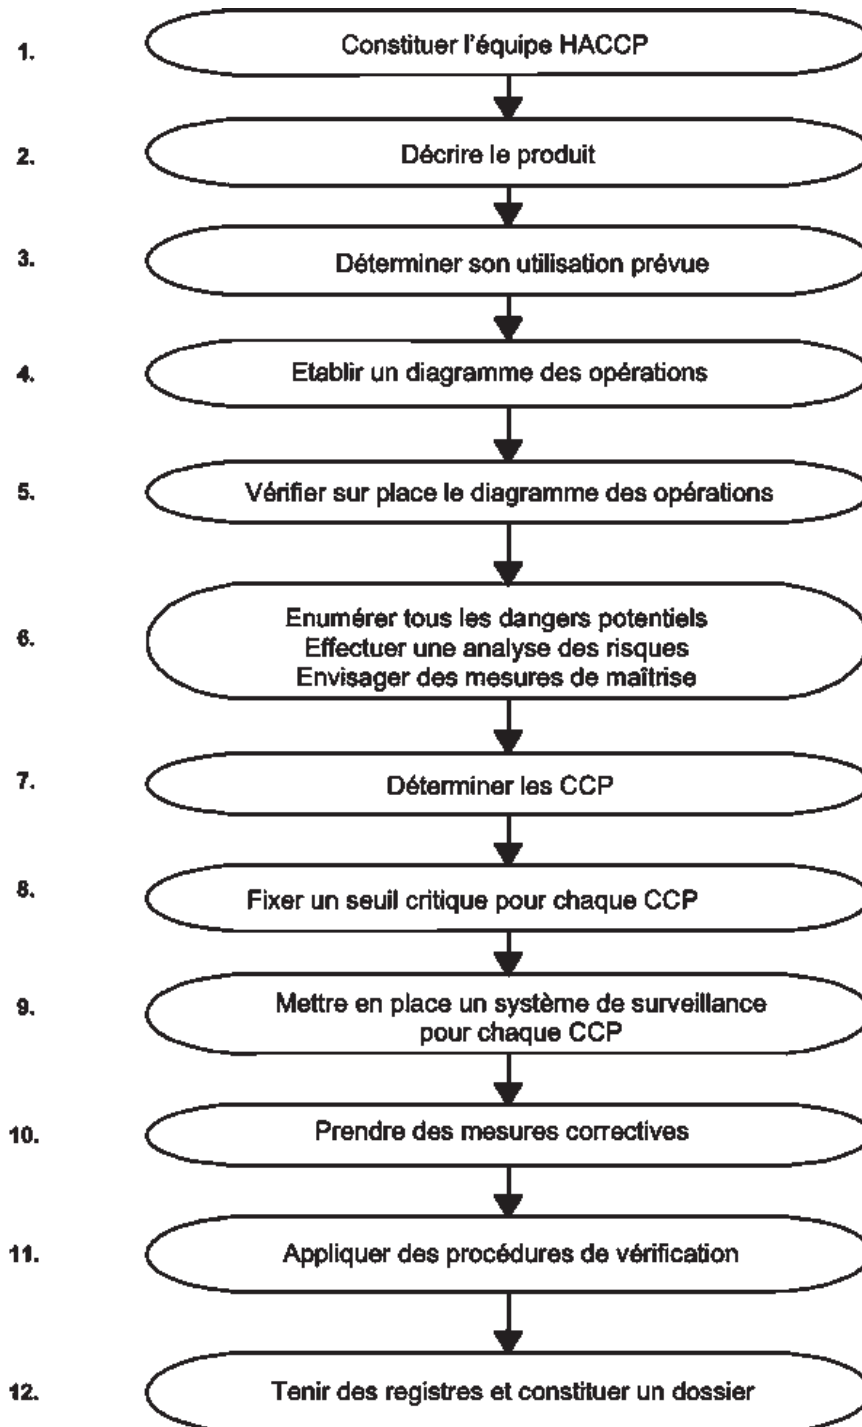 1. Constituer l'équipe HACCP
2. Décrire le produit
3. Déterminer son utilisation prévue
4. Etablir un diagramme des opérations
5. Vérifier sur place le diagramme des opérations
6. Enumérer tous les dangers potentiels
Effectuer une analyse des risques
Envisager des mesures de maîtrise
7. Déterminer les CCP
8. Fixer un seuil critique pour chaque CCP
9. Mettre en place un système de surveillance
pour chaque CCP
10. Prendre des mesures correctives
11. Appliquer des procédures de vérification
12. Tenir des registres et constituer un dossier